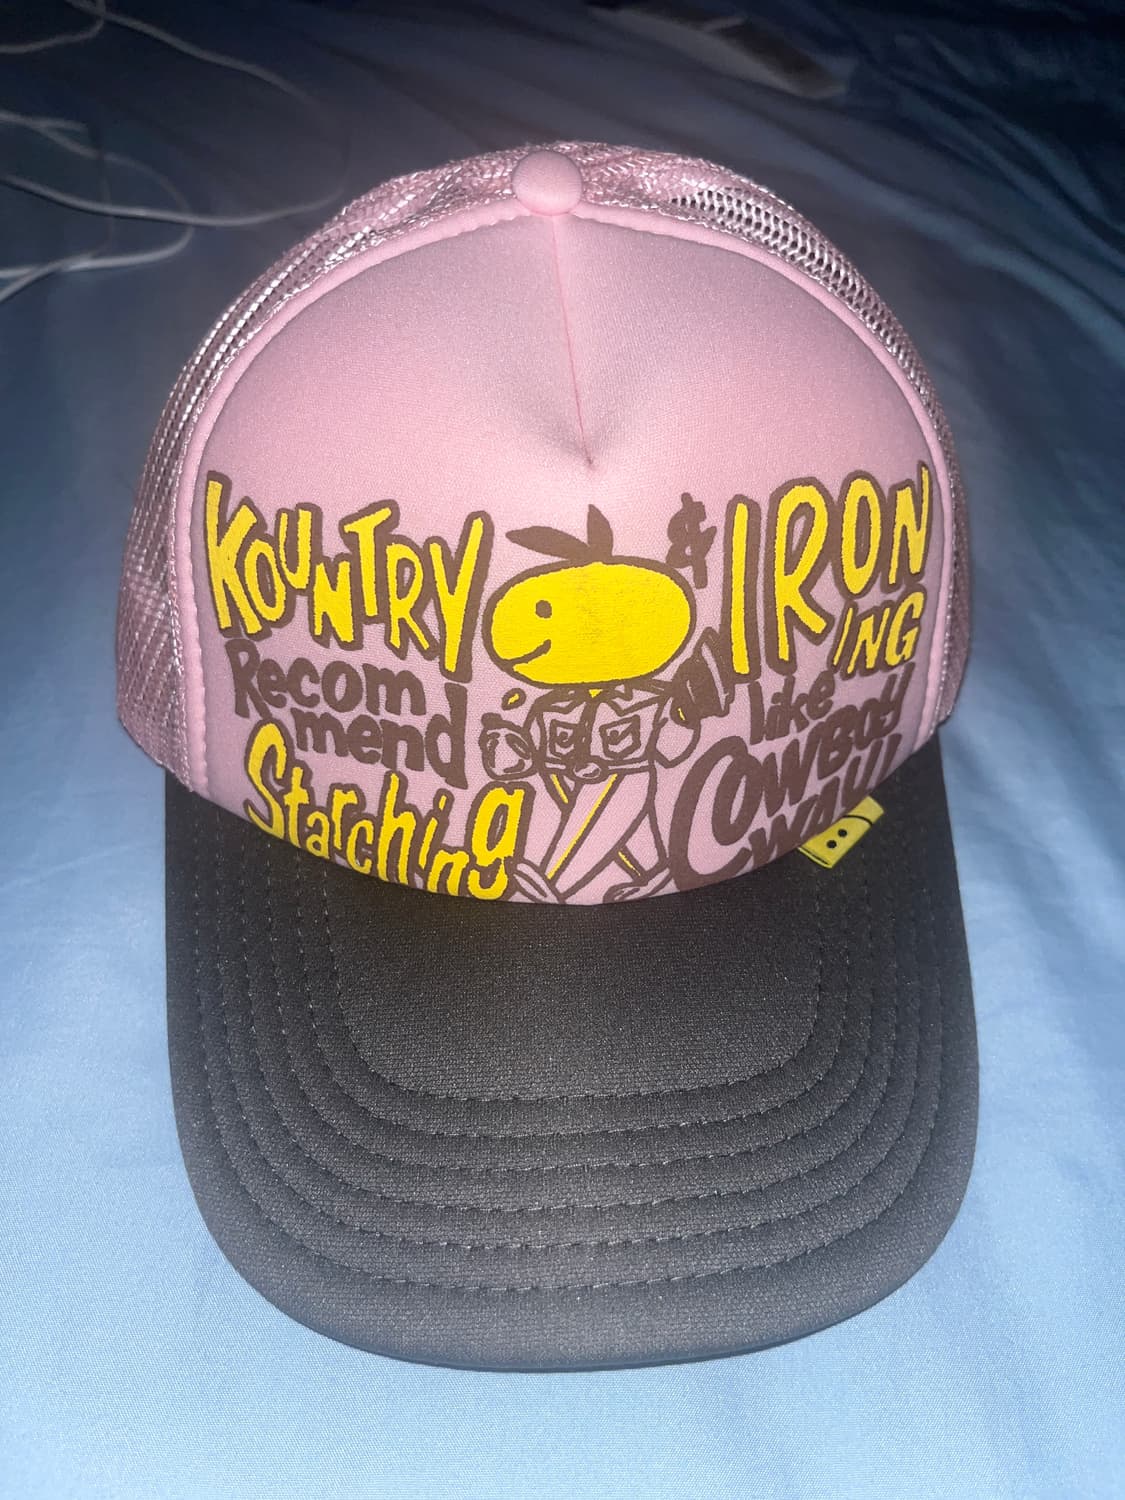 KOUNTRY
Recom
mend
Starching
& IRON
ING
like
COWBOY